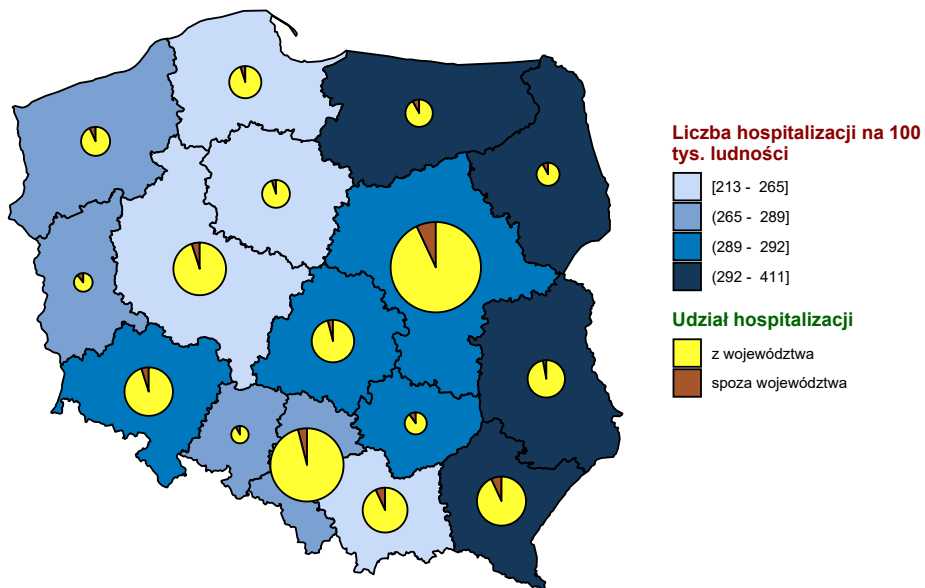 Liczba hospitalizacji na 100
tys. ludności
[213 - 265]
(265 - 289]
(289 - 292]
(292 - 411]
Udział hospitalizacji
z województwa
spoza województwa